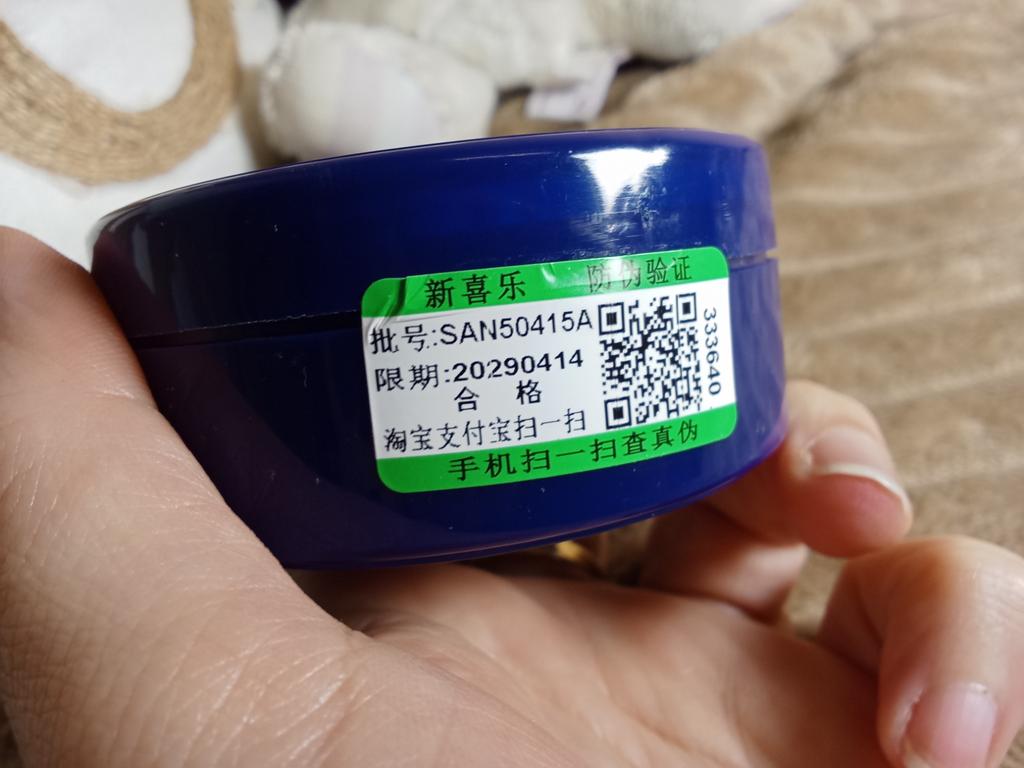 新喜乐 防伪验证
批号:SAN50415A
限期:20290414
合 格
淘宝支付宝扫一扫
333640
手机扫一扫查真伪